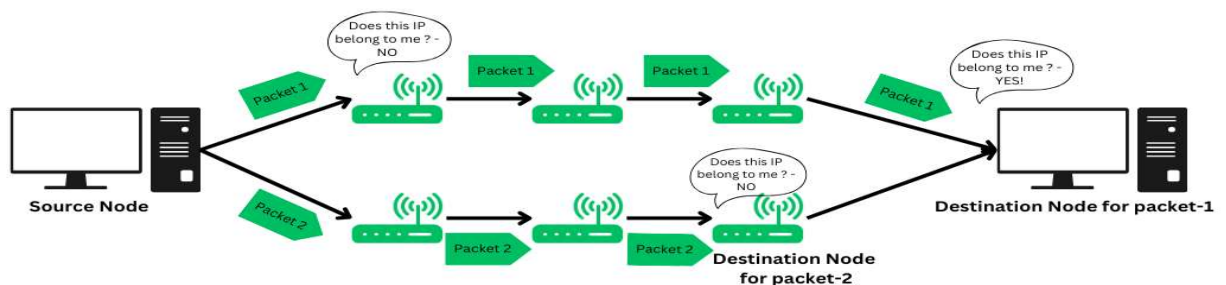 Does this IP
belong to me ? -
NO
Packet 1
Packet 1
Packet 1
Does this IP
belong to me ? -
YES!
Packet 1
Source Node
Packet 2
Packet 2
Packet 2
Does this IP
belong to me ? -
NO
Destination Node
for packet-2
Destination Node for packet-1